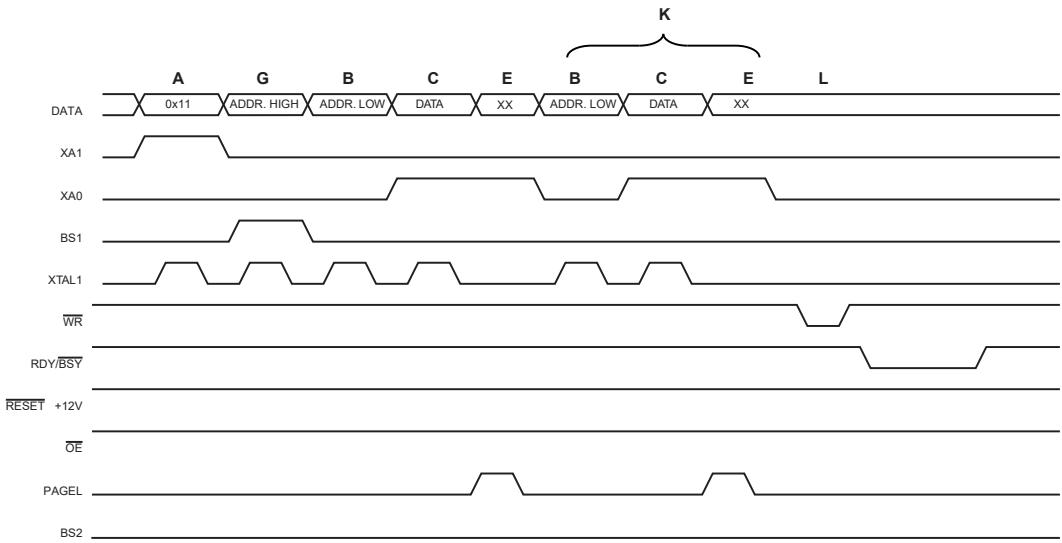 K
A G B C E B C E L
DATA 0x11 ADDR. HIGH ADDR. LOW DATA XX ADDR. LOW DATA XX
XA1
XA0
BS1
XTAL1
WR
RDY/BSY
RESET +12V
OE
PAGEL
BS2